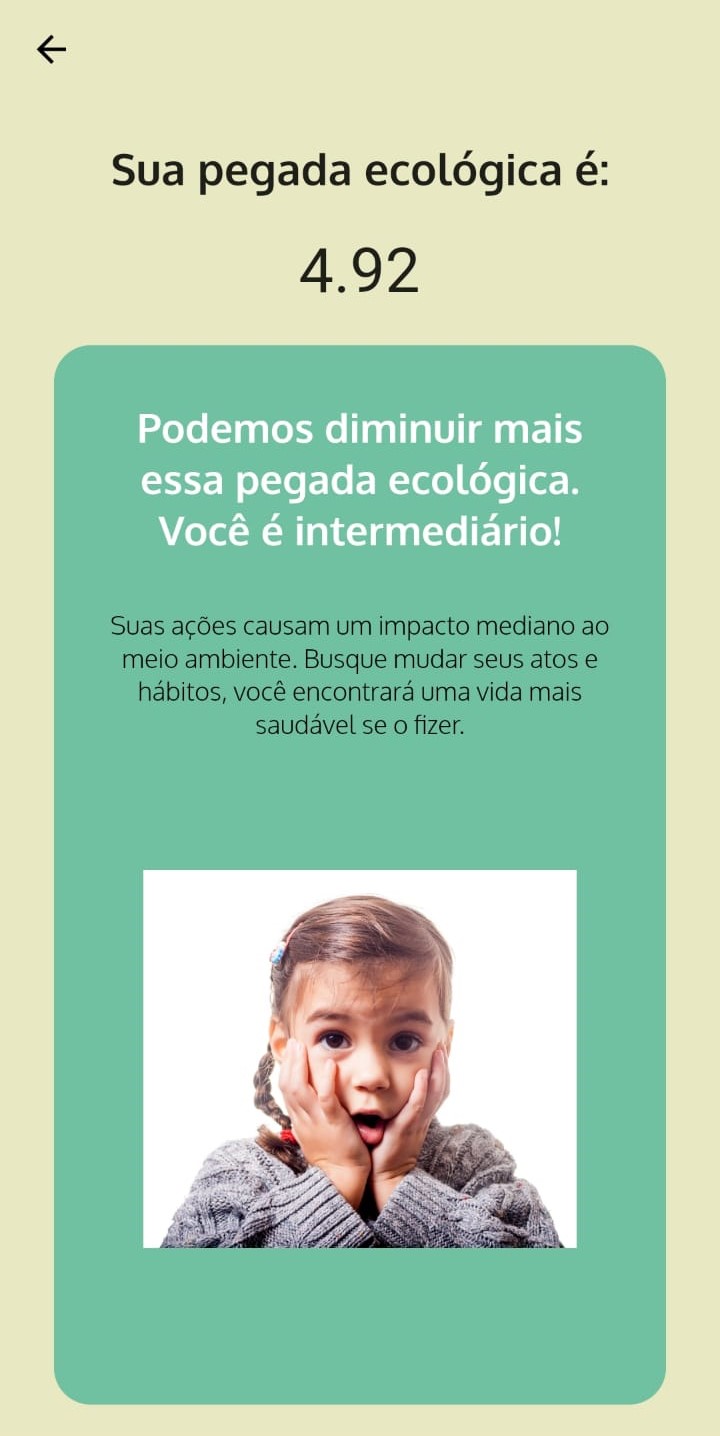 Sua pegada ecológica é:
4.92
Podemos diminuir mais
essa pegada ecológica.
Você é intermediário!
Suas ações causam um impacto mediano ao
meio ambiente. Busque mudar seus atos e
hábitos, você encontrará uma vida mais
saudável se o fizer.